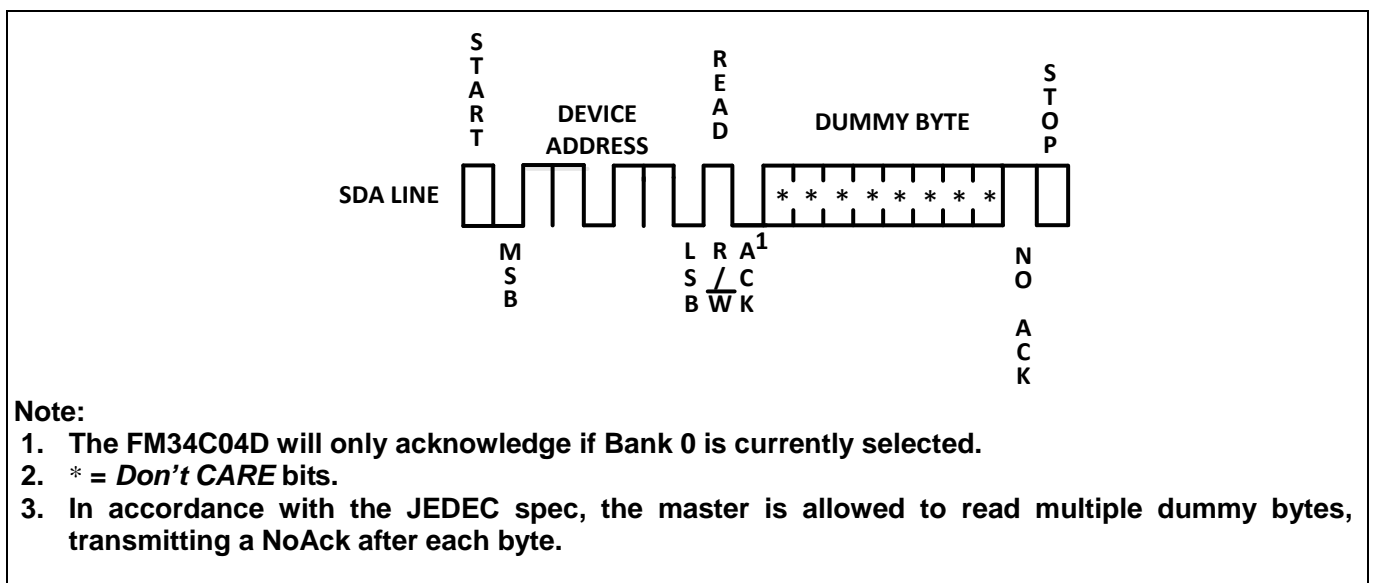 START
READ
STOP
DEVICE
ADDRESS
DUMMY BYTE
SDA LINE
* * * * * * * *
MSB
LSB
R/W
ACK1
NO ACK
Note:
1. The FM34C04D will only acknowledge if Bank 0 is currently selected.
2. * = Don't CARE bits.
3. In accordance with the JEDEC spec, the master is allowed to read multiple dummy bytes,
transmitting a NoAck after each byte.